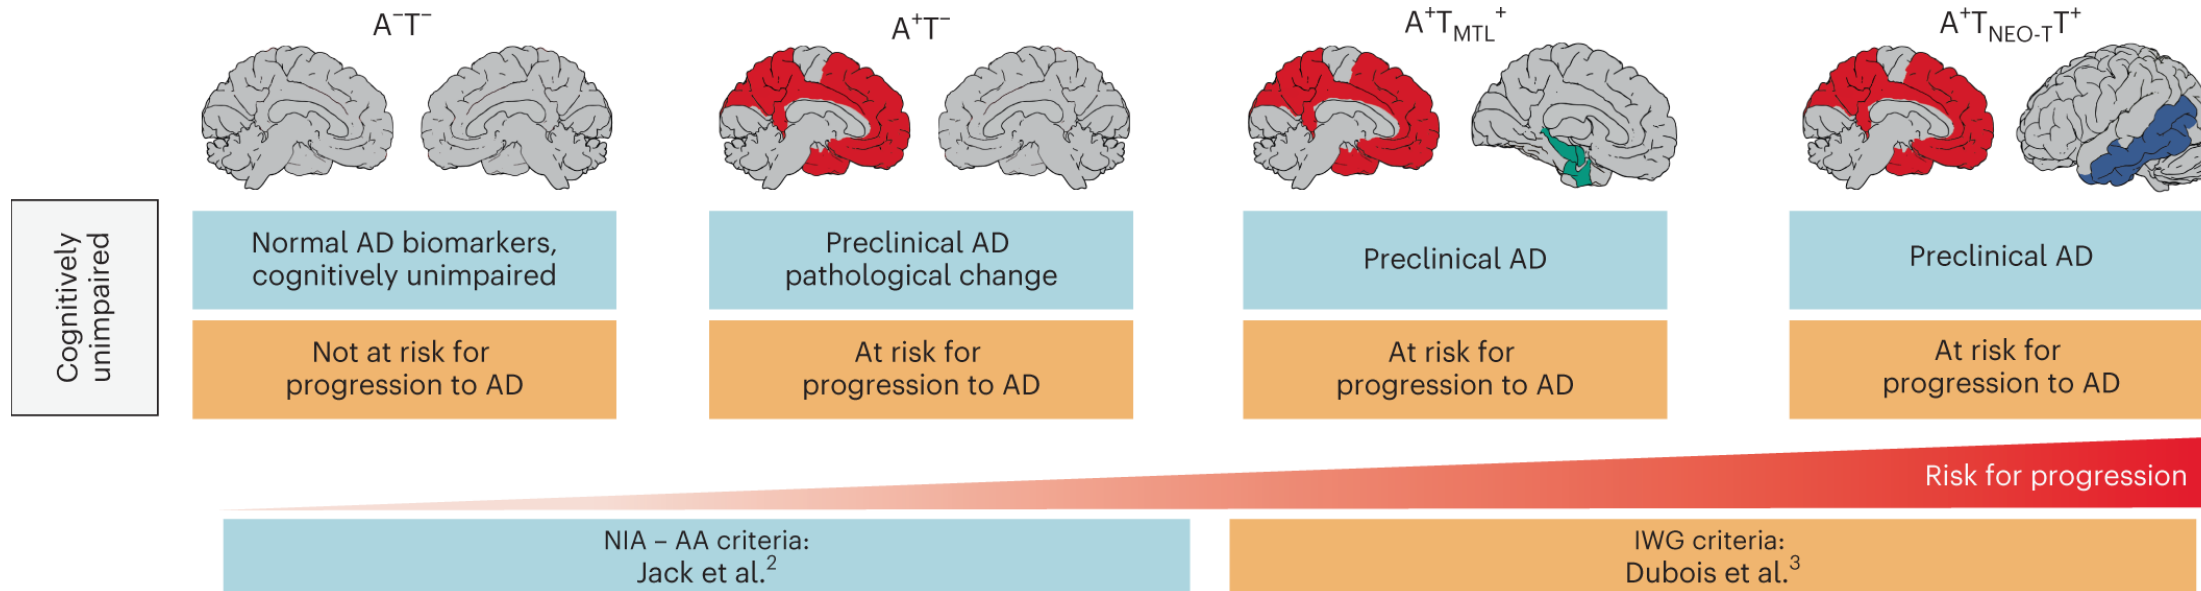 A⁻T⁻
A⁺T⁻
A⁺T_MTL⁺
A⁺T_NEO-TT⁺
Cognitively
unimpaired
Normal AD biomarkers,
cognitively unimpaired
Preclinical AD
pathological change
Preclinical AD
Preclinical AD
Not at risk for
progression to AD
At risk for
progression to AD
At risk for
progression to AD
At risk for
progression to AD
Risk for progression
NIA – AA criteria:
Jack et al.²
IWG criteria:
Dubois et al.³